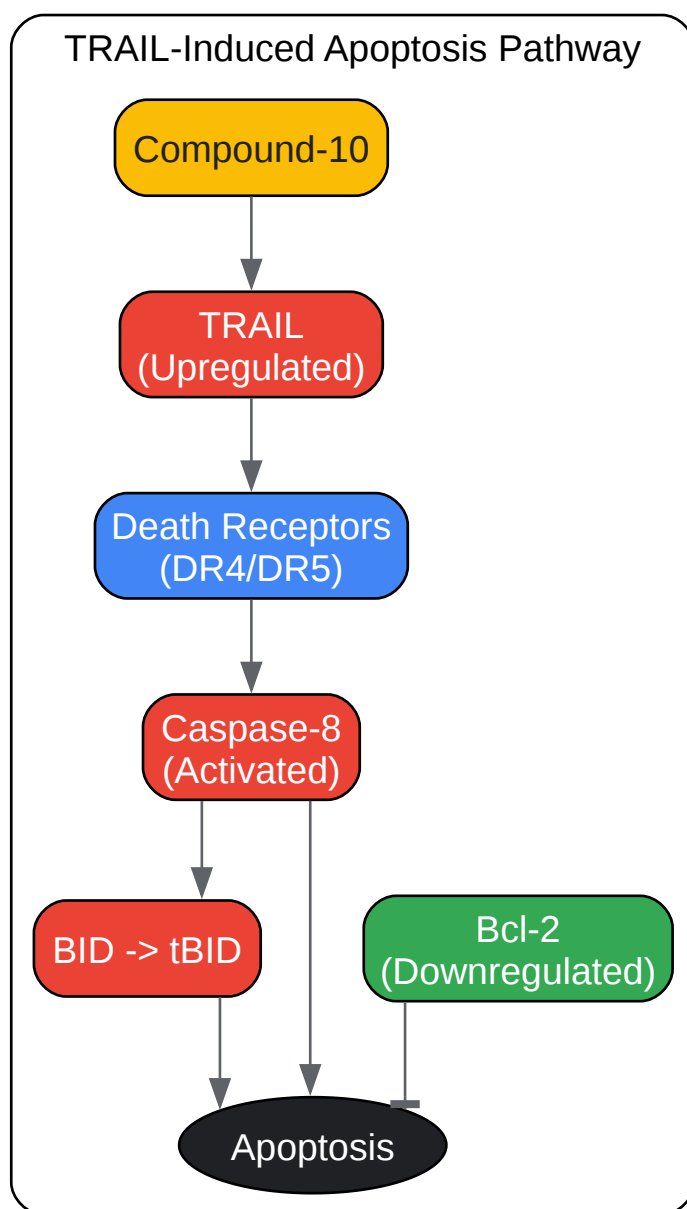 TRAIL-Induced Apoptosis Pathway
Compound-10
TRAIL
(Upregulated)
Death Receptors
(DR4/DR5)
Caspase-8
(Activated)
BID -> tBID
Bcl-2
(Downregulated)
Apoptosis